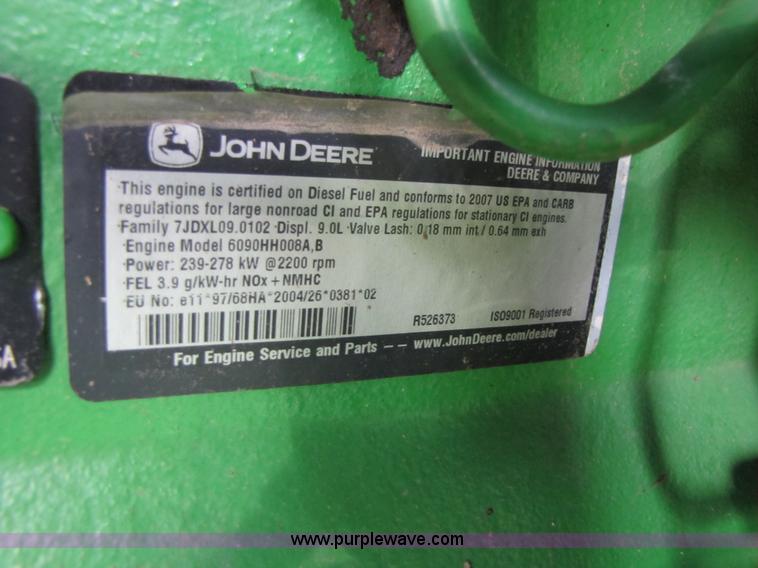 JOHN DEERE
IMPORTANT ENGINE INFORMATION
DEERE & COMPANY
·This engine is certified on Diesel Fuel and conforms to 2007 US EPA and CARB
regulations for large nonroad CI and EPA regulations for stationary CI engines.
·Family 7JDXL09.0102 ·Displ. 9.0L ·Valve Lash: 0.18 mm int / 0.64 mm exh
·Engine Model 6090HH008A,B
·Power: 239-278 kW @2200 rpm
·FEL 3.9 g/kW-hr NOx + NMHC
·EU No: e11*97/68HA*2004/26*0381*02
R526373 ISO9001 Registered
For Engine Service and Parts -- www.JohnDeere.com/dealer
SA
www.purplewave.com